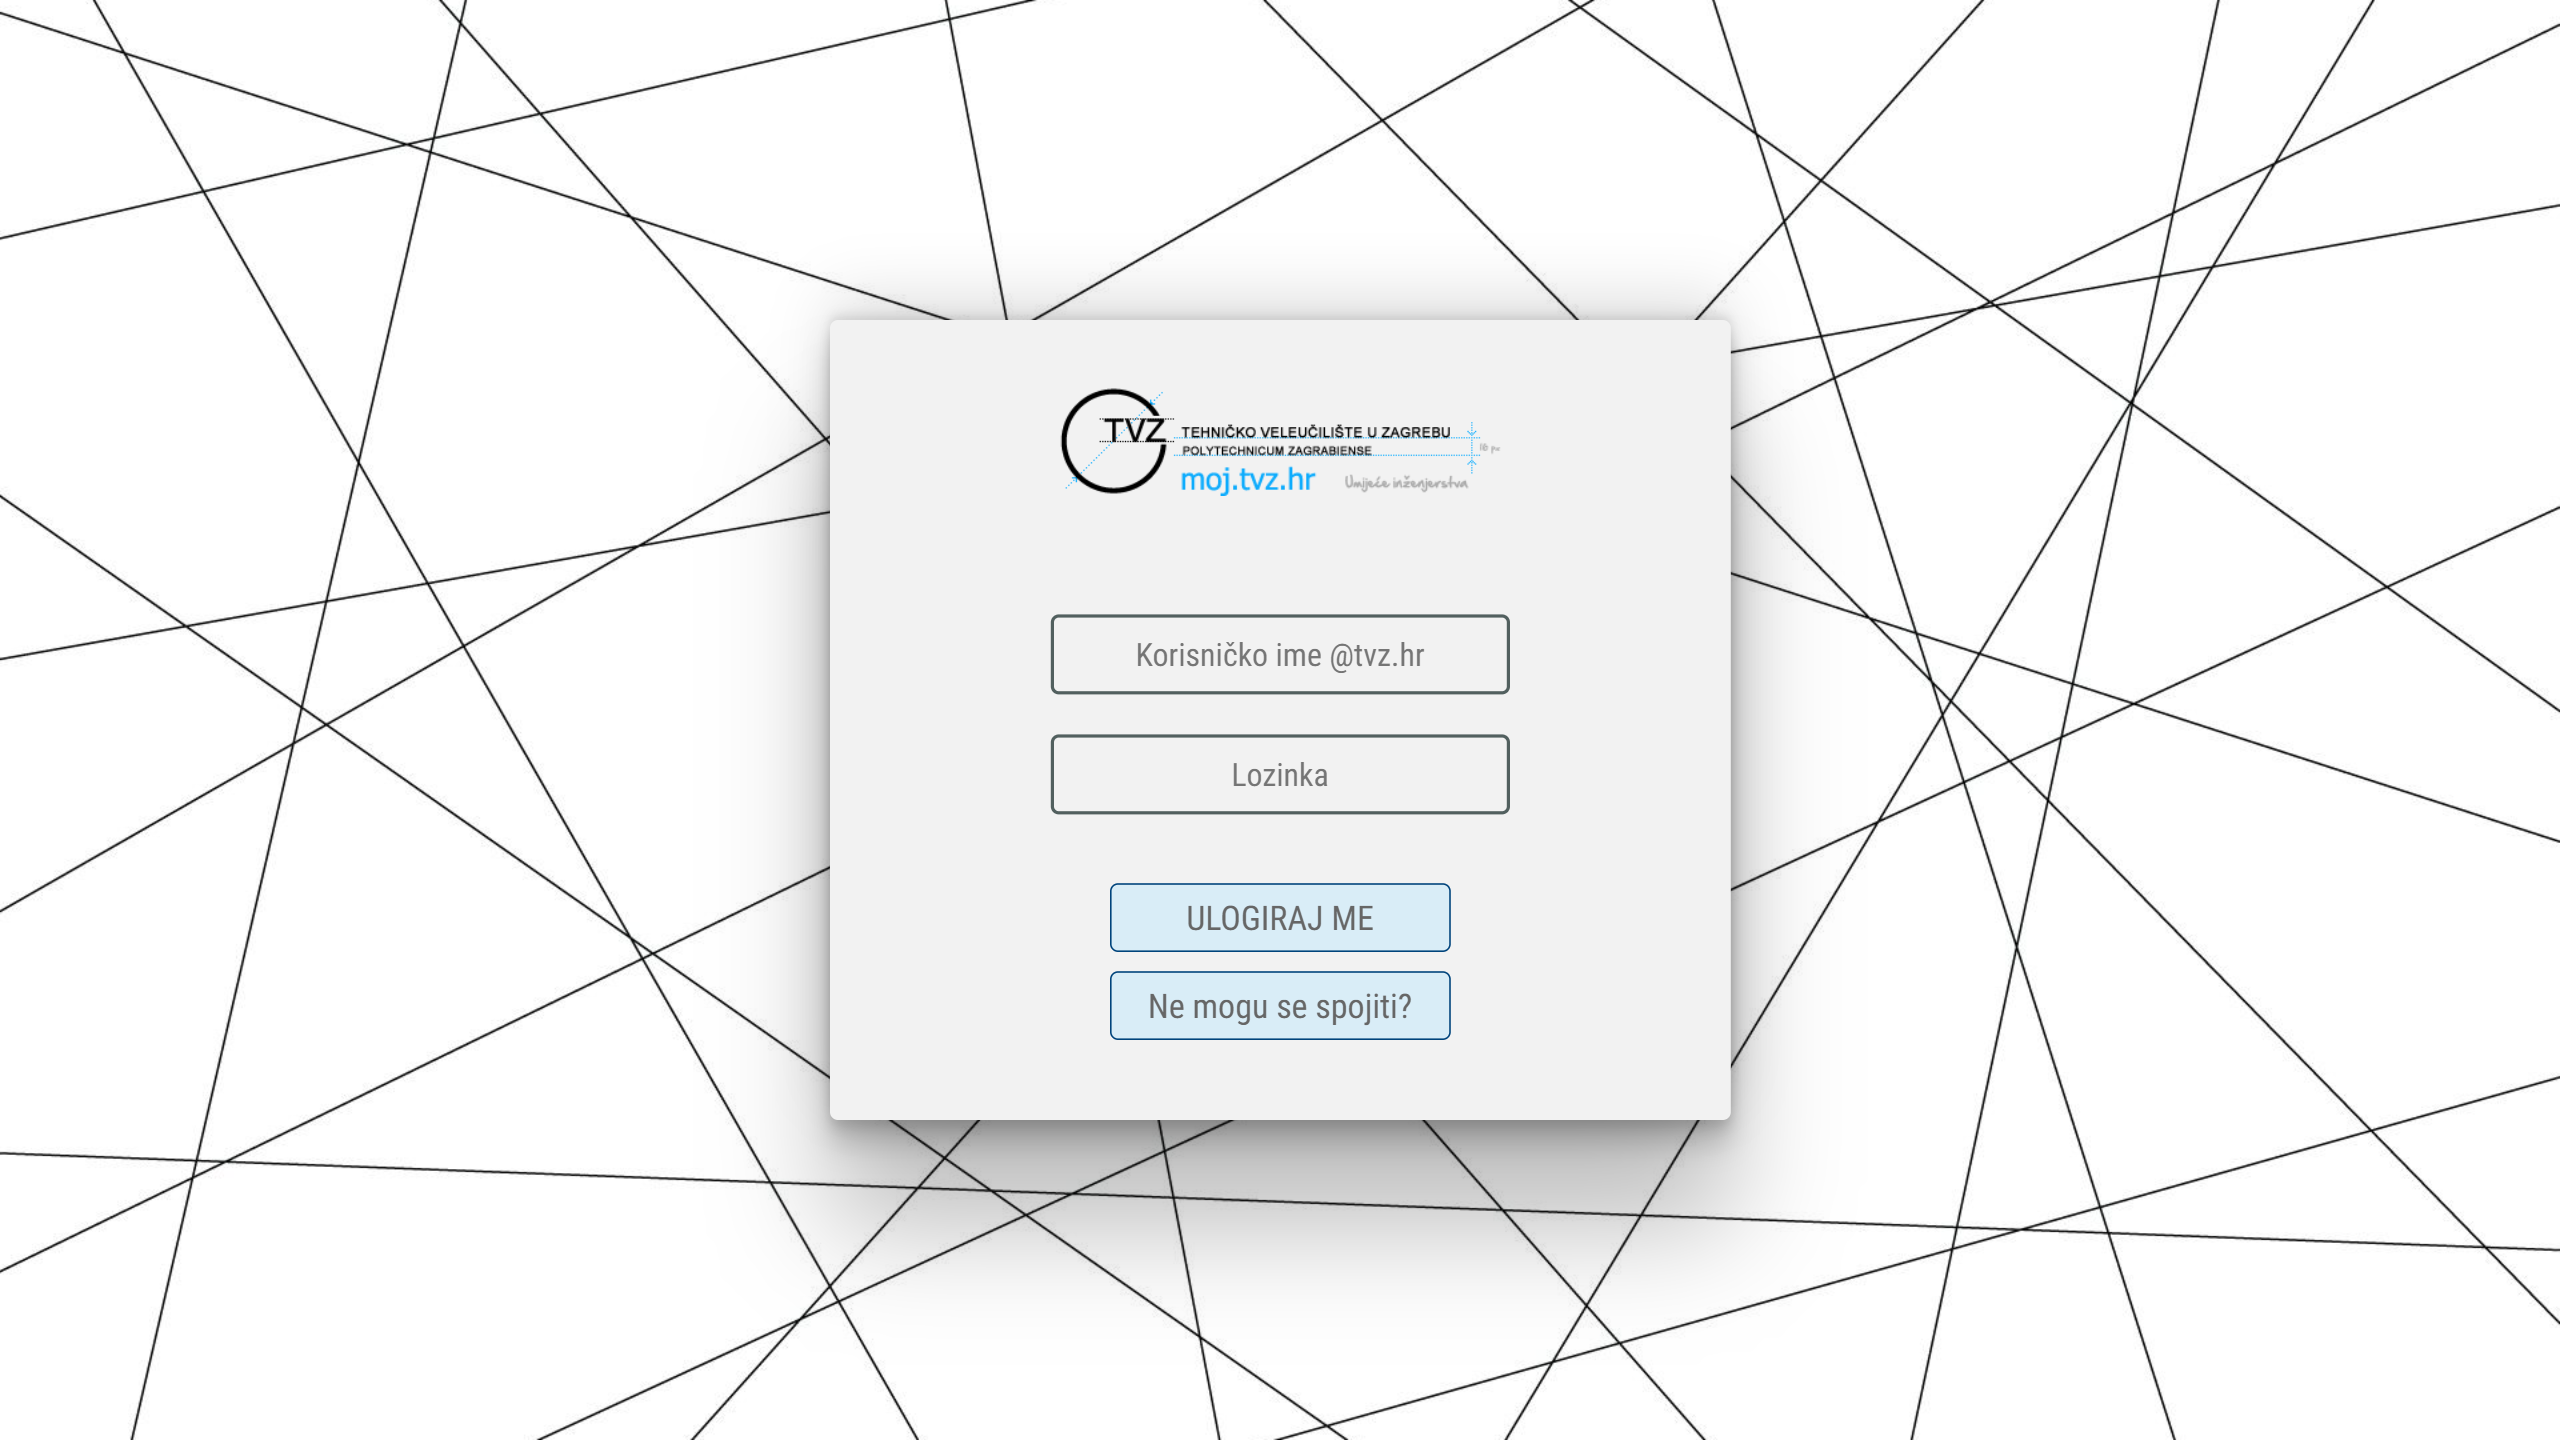 TVZ
TEHNIČKO VELEUČILIŠTE U ZAGREBU
POLYTECHNICUM ZAGRABIENSE
moj.tvz.hr
Umijeće inženjerstva
Korisničko ime @tvz.hr
Lozinka
ULOGIRAJ ME
Ne mogu se spojiti?